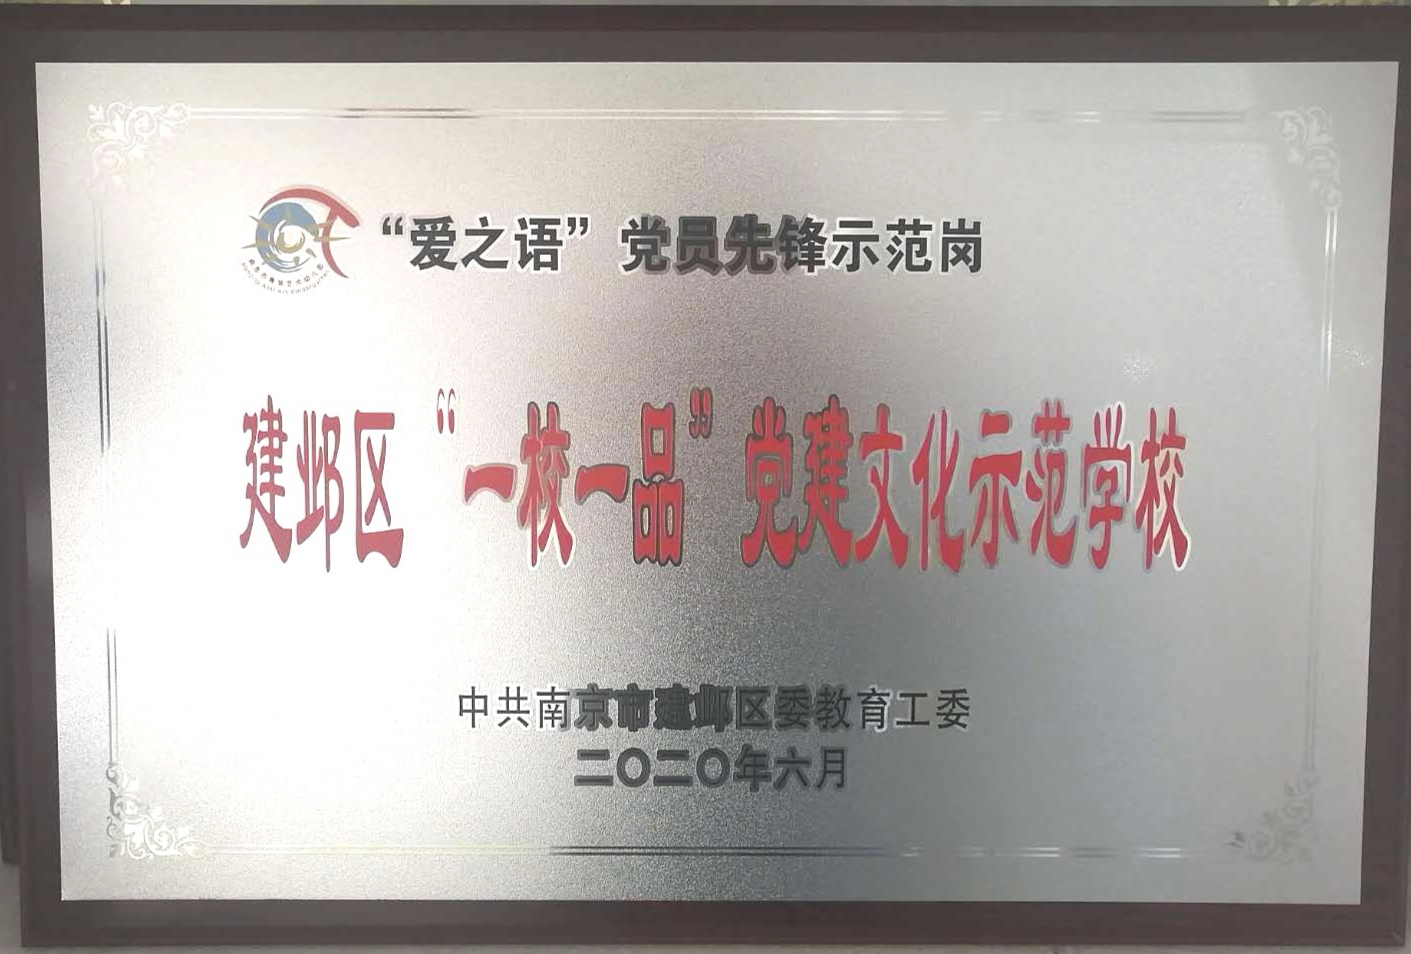 “爱之语”党员先锋示范岗
建邺区“一校一品”党建文化示范学校
中共南京市建邺区委教育工委
二〇二〇年六月